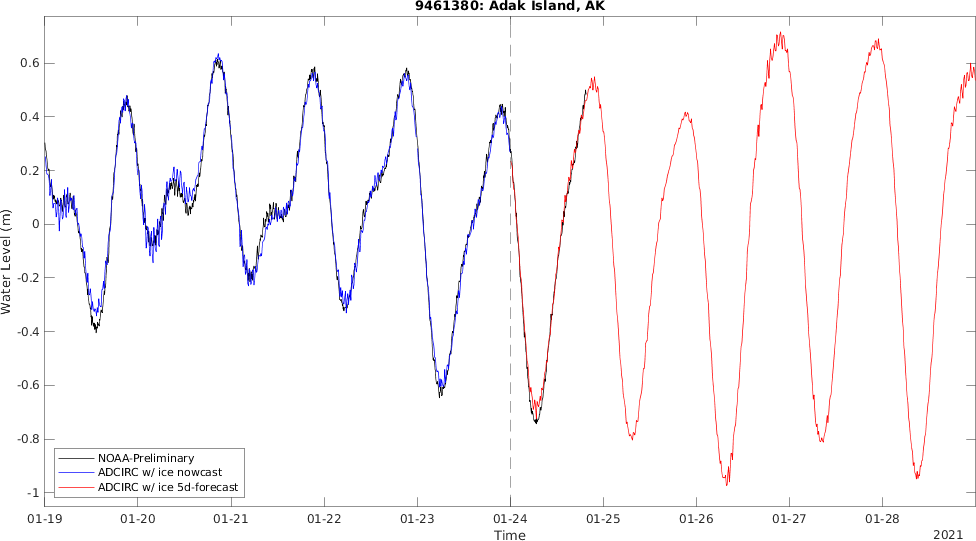 9461380: Adak Island, AK
0.6
0.4
0.2
0
-0.2
-0.4
-0.6
-0.8
-1
Water Level (m)
NOAA-Preliminary
ADCIRC w/ ice nowcast
ADCIRC w/ ice 5d-forecast
01-19 01-20 01-21 01-22 01-23 01-24 01-25 01-26 01-27 01-28
Time
2021